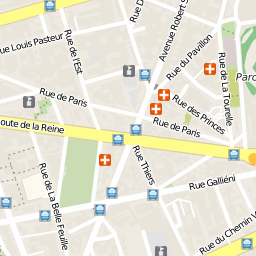 Rue D
Avenue Robert S
Rue Louis Pasteur
Rue de l'Est
Rue du Pavillon
Parc
Rue de La Tourelle
Rue de Paris
Rue des Princes
Rue de Paris
oute de la Reine
Rue Thiers
Rue de La Belle Feuille
Rue Galliéni
Rue du Chemin V